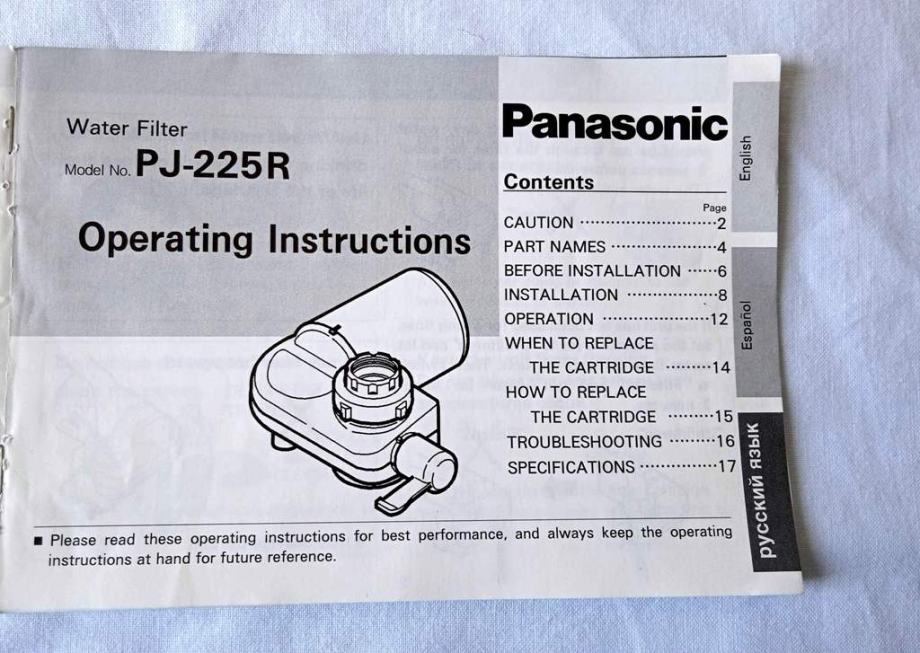 Water Filter
Model No. PJ-225R
Operating Instructions
Panasonic
Contents
Page
CAUTION ·················2
PART NAMES ·············4
BEFORE INSTALLATION ······6
INSTALLATION ············8
OPERATION ··············12
WHEN TO REPLACE
THE CARTRIDGE ········14
HOW TO REPLACE
THE CARTRIDGE ········15
TROUBLESHOOTING ·········16
SPECIFICATIONS ··············17
■ Please read these operating instructions for best performance, and always keep the operating
instructions at hand for future reference.
English
Español
русский язык